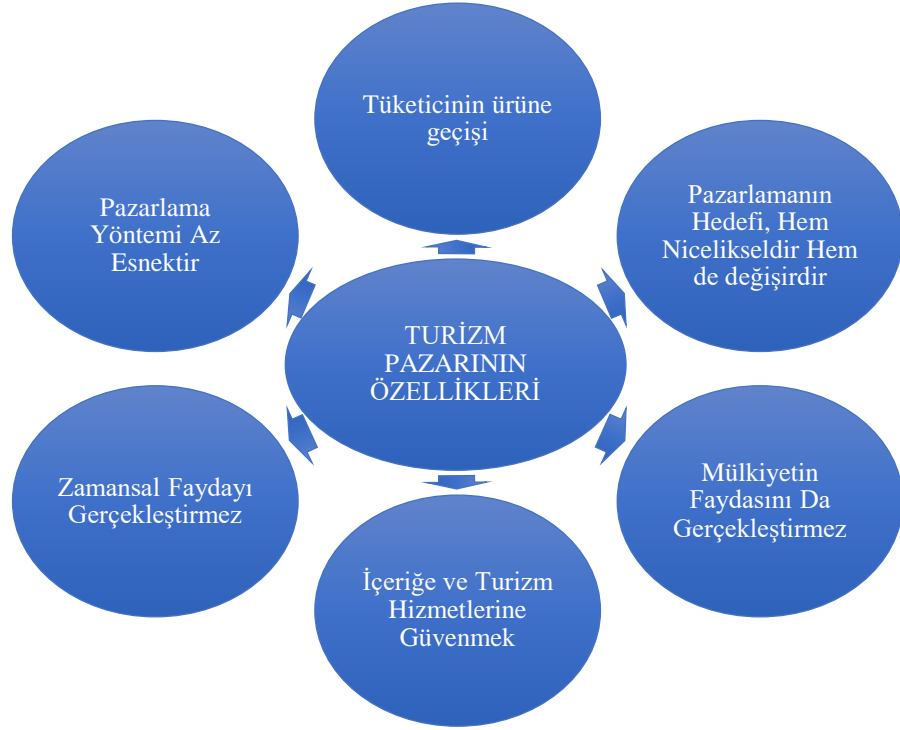 Tüketicinin ürüne
geçişi
Pazarlama
Yöntemi Az
Esnektir
Pazarlamanın
Hedefi, Hem
Nicelikseldir Hem
de değişirdir
TURİZM
PAZARININ
ÖZELLİKLERİ
Zamansal Faydayı
Gerçekleştirmez
Mülkiyetin
Faydasını Da
Gerçekleştirmez
İçeriğe ve Turizm
Hizmetlerine
Güvenmek